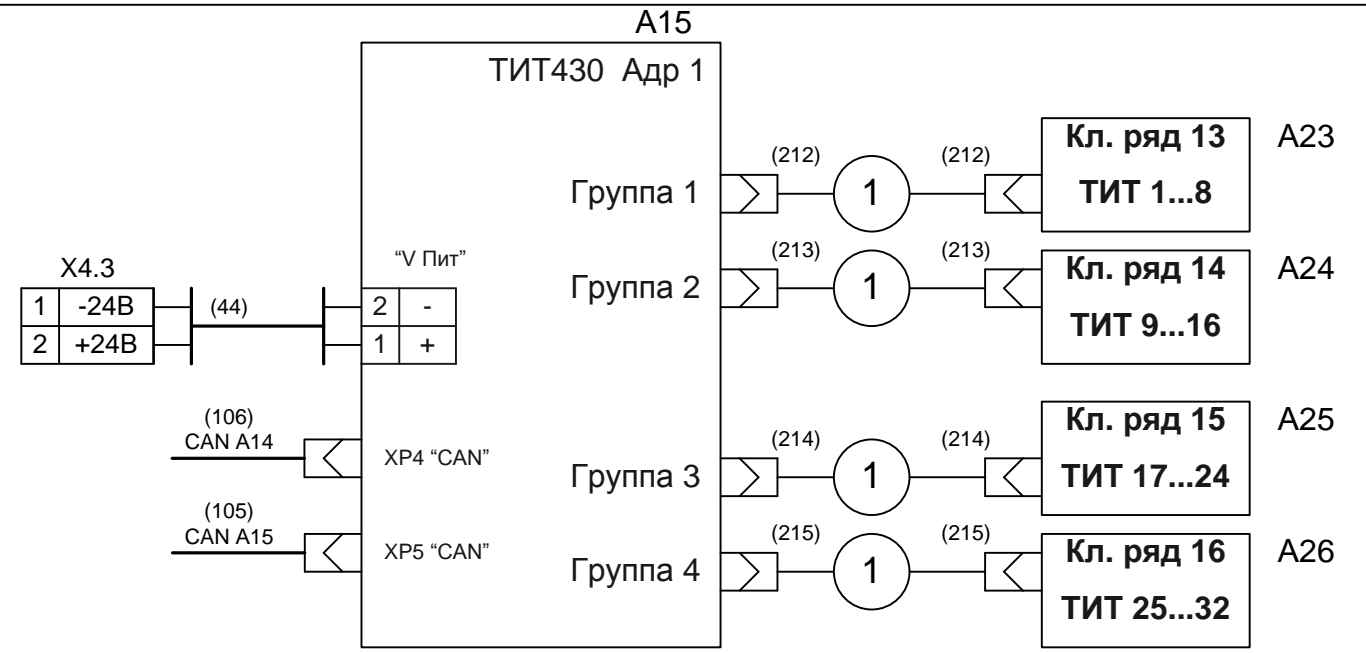 A15
ТИТ430 Адр 1
(212)
(212)
Кл. ряд 13
A23
Группа 1
1
ТИТ 1...8
(213)
(213)
Кл. ряд 14
A24
X4.3
“V Пит”
Группа 2
1
ТИТ 9...16
1 -24В
(44)
2 -
2 +24В
1 +
(106)
CAN A14
XP4 “CAN”
(214)
(214)
Кл. ряд 15
A25
Группа 3
1
ТИТ 17...24
(105)
CAN A15
XP5 “CAN”
(215)
(215)
Кл. ряд 16
A26
Группа 4
1
ТИТ 25...32